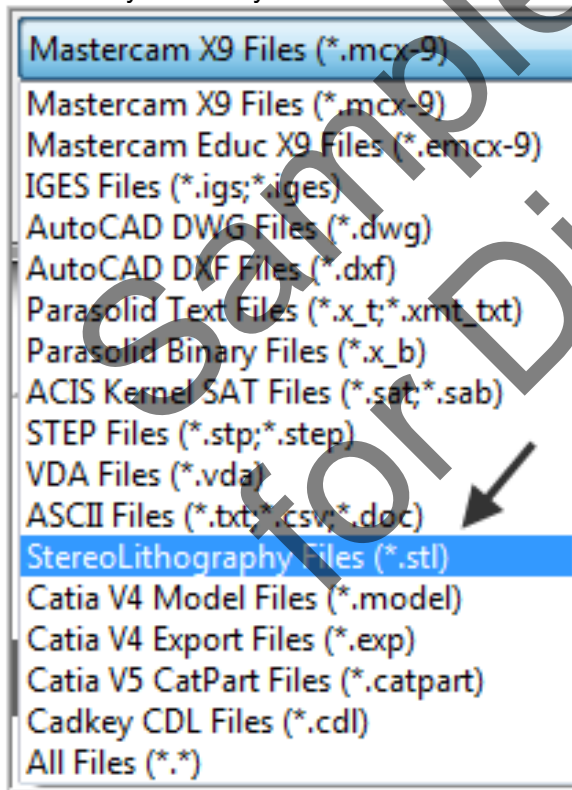 Mastercam X9 Files (*.mcx-9)
Mastercam X9 Files (*.mcx-9)
Mastercam Educ X9 Files (*.emcx-9)
IGES Files (*.igs;*.iges)
AutoCAD DWG Files (*.dwg)
AutoCAD DXF Files (*.dxf)
Parasolid Text Files (*.x_t;*.xmt_txt)
Parasolid Binary Files (*.x_b)
ACIS Kernel SAT Files (*.sat;*.sab)
STEP Files (*.stp;*.step)
VDA Files (*.vda)
ASCII Files (*.txt;*.csv;*.doc)
StereoLithography Files (*.stl)
Catia V4 Model Files (*.model)
Catia V4 Export Files (*.exp)
Catia V5 CatPart Files (*.catpart)
Cadkey CDL Files (*.cdl)
All Files (*.*)
Sample
for Di